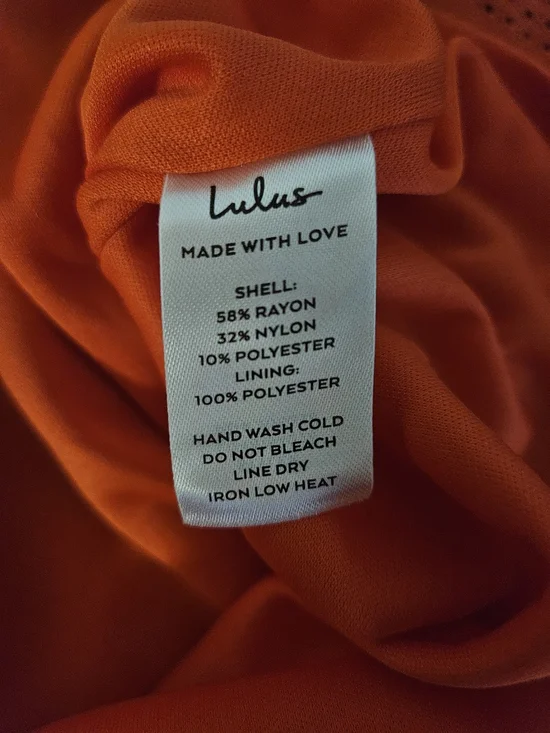 Lulus
MADE WITH LOVE
SHELL:
58% RAYON
32% NYLON
10% POLYESTER
LINING:
100% POLYESTER
HAND WASH COLD
DO NOT BLEACH
LINE DRY
IRON LOW HEAT